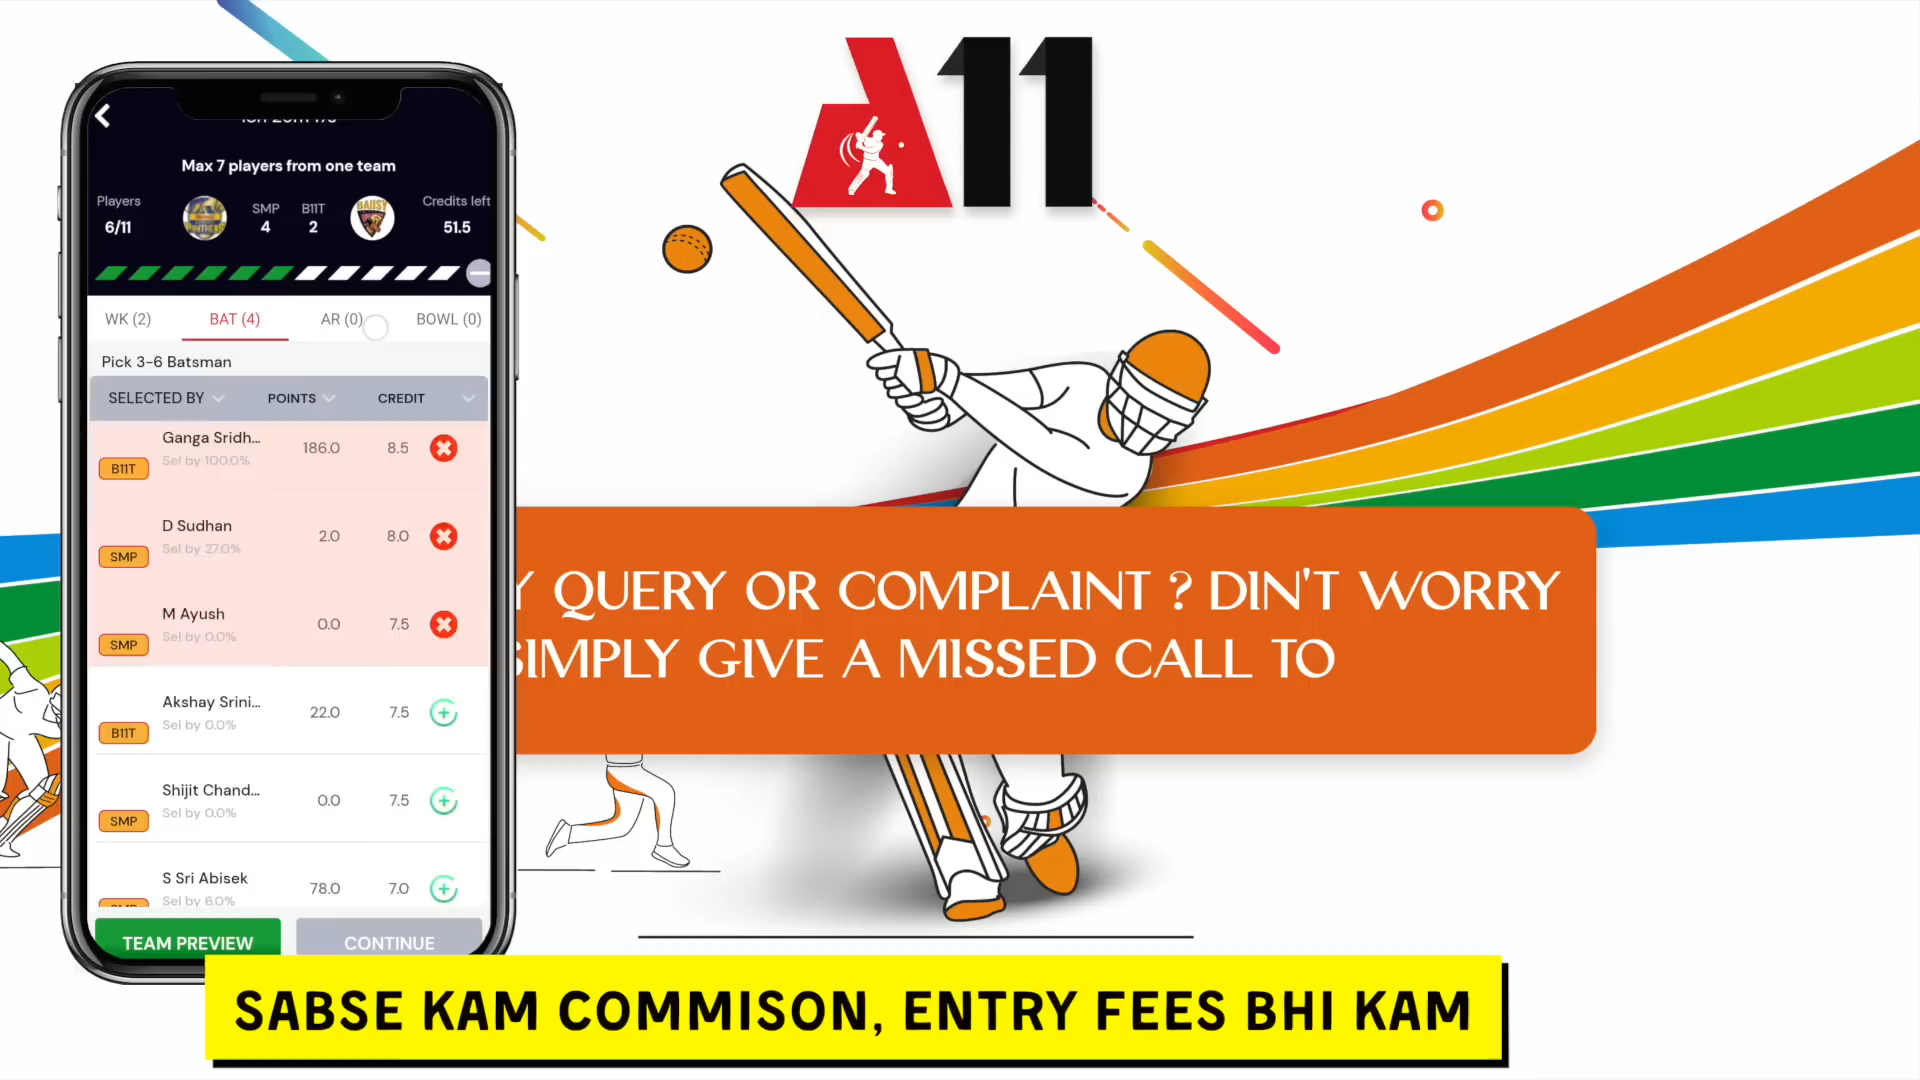 A11
Max 7 players from one team
Players
6/11
SMP
4
B11T
2
Credits left
51.5
WK (2)
BAT (4)
AR (0)
BOWL (0)
Pick 3-6 Batsman
SELECTED BY
POINTS
CREDIT
Ganga Sridh...
Sel by 100.0%
B11T
186.0
8.5
D Sudhan
Sel by 27.0%
SMP
2.0
8.0
M Ayush
Sel by 0.0%
SMP
0.0
7.5
Akshay Srini...
Sel by 0.0%
B11T
22.0
7.5
Shijit Chand...
Sel by 0.0%
SMP
0.0
7.5
S Sri Abisek
Sel by 6.0%
78.0
7.0
TEAM PREVIEW
CONTINUE
Y QUERY OR COMPLAINT ? DIN'T WORRY
SIMPLY GIVE A MISSED CALL TO
SABSE KAM COMMISON, ENTRY FEES BHI KAM